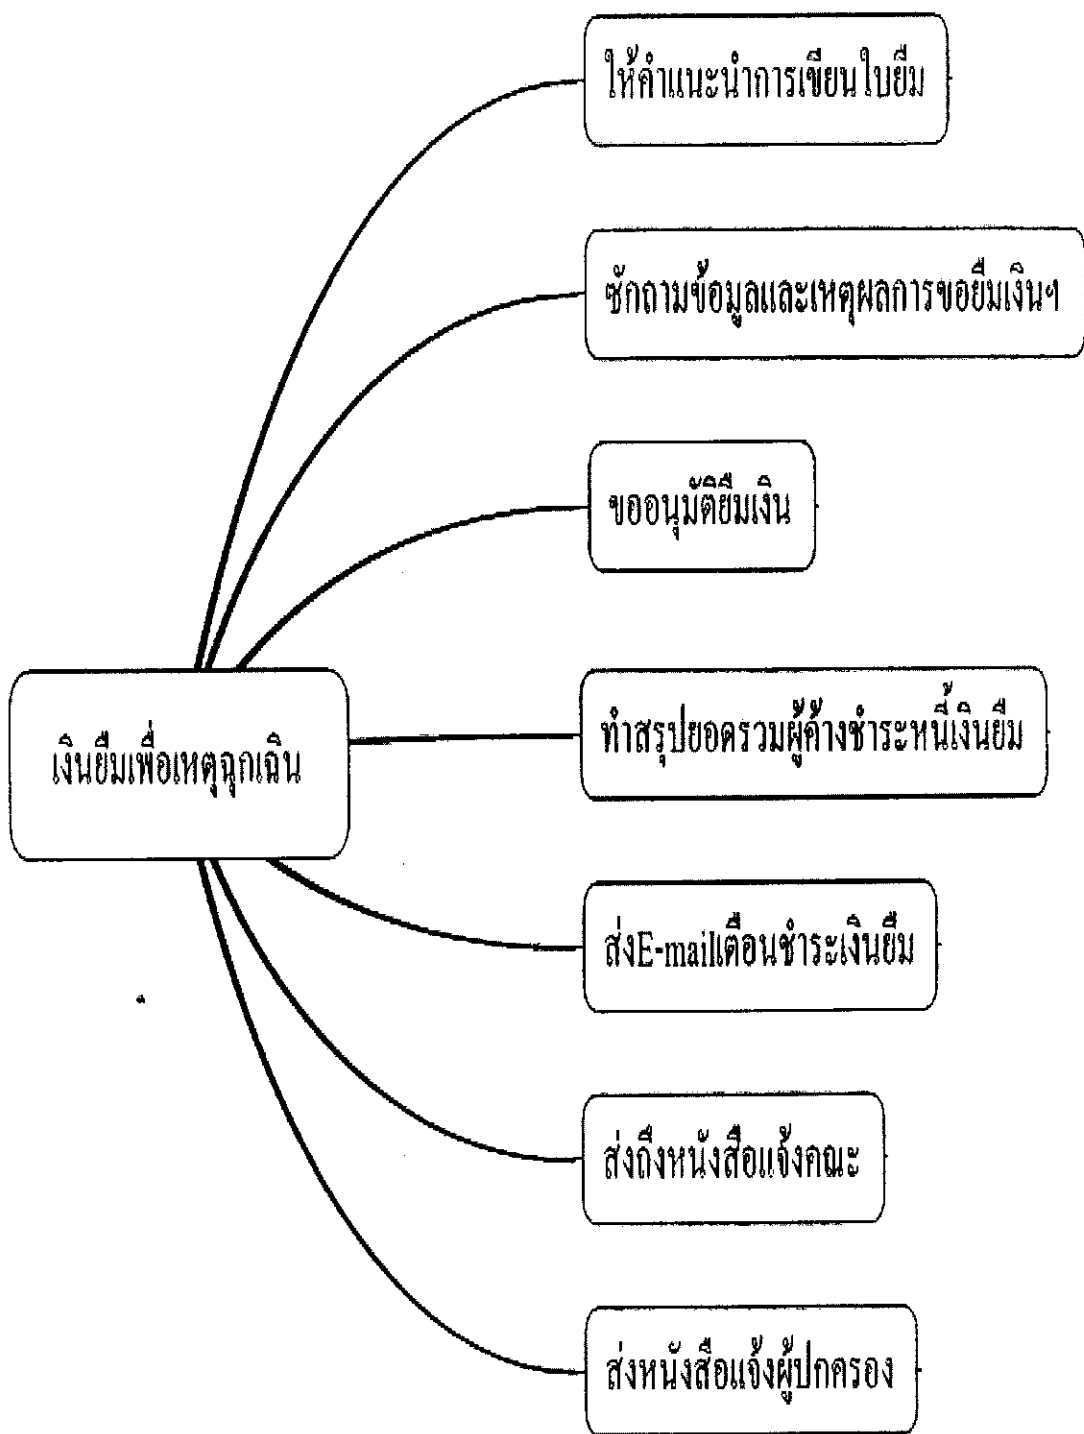 ให้คำแนะนำการเขียนใบยืม
ซักถามข้อมูลและเหตุผลการขอยืมเงินฯ
ขออนุมัติยืมเงิน
เงินยืมเพื่อเหตุฉุกเฉิน
ทำสรุปยอดรวมผู้ค้างชำระหนี้เงินยืม
ส่งE-mailเตือนชำระเงินยืม
ส่งถึงหนังสือแจ้งคณะ
ส่งหนังสือแจ้งผู้ปกครอง